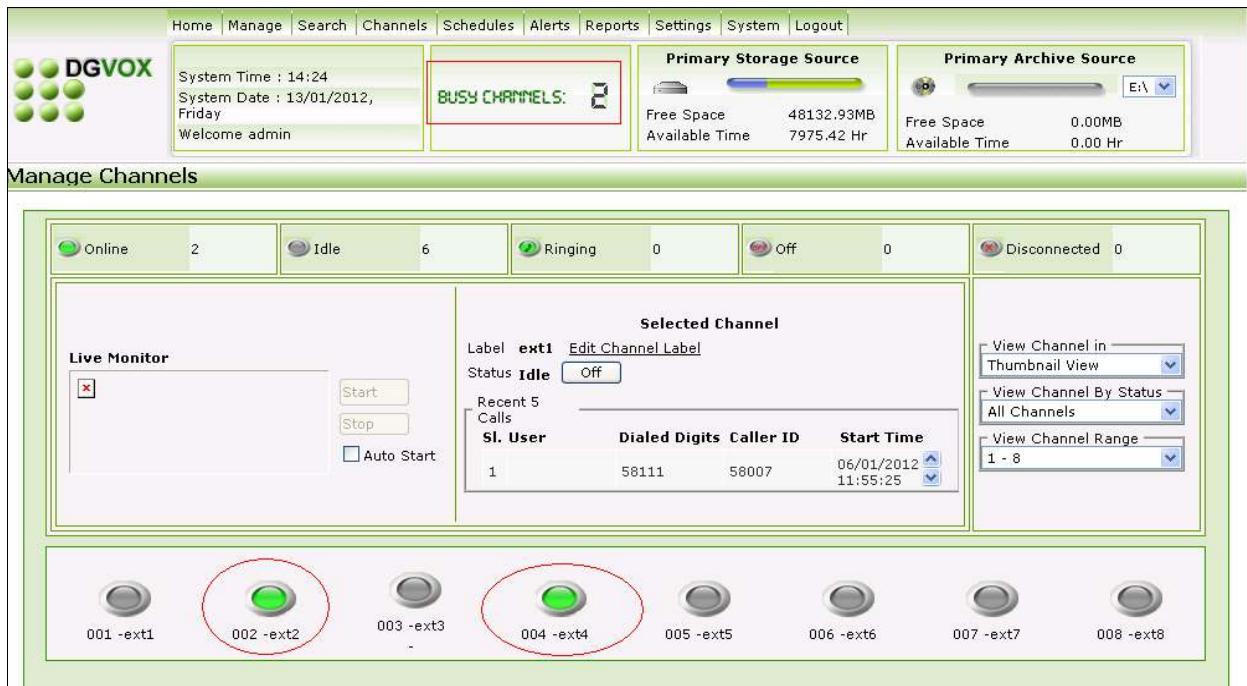 Home Manage Search Channels Schedules Alerts Reports Settings System Logout
DGVOX
System Time : 14:24
System Date : 13/01/2012,
Friday
Welcome admin
BUSY CHANNELS: 2
Primary Storage Source
Free Space 48132.93MB
Available Time 7975.42 Hr
Primary Archive Source
E:\
Free Space 0.00MB
Available Time 0.00 Hr
Manage Channels
Online 2 Idle 6 Ringing 0 Off 0 Disconnected 0
Live Monitor
Start
Stop
Auto Start
Selected Channel
Label ext1 Edit Channel Label
Status Idle Off
Recent 5
Calls
Sl. User Dialed Digits Caller ID Start Time
1 58111 58007 06/01/2012
11:55:25
View Channel in
Thumbnail View
View Channel By Status
All Channels
View Channel Range
1 - 8
001 -ext1 002 -ext2 003 -ext3 004 -ext4 005 -ext5 006 -ext6 007 -ext7 008 -ext8
-